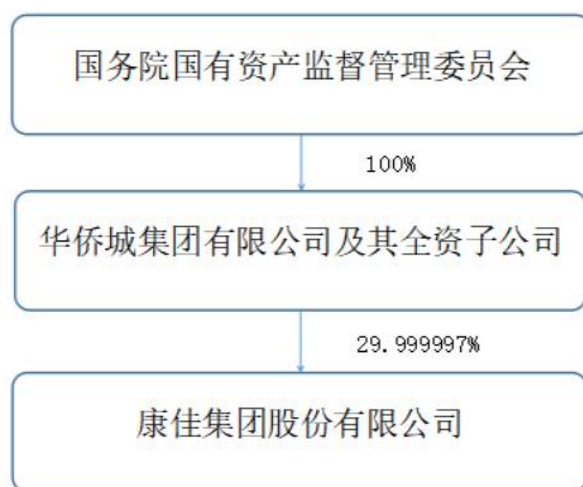 国务院国有资产监督管理委员会
100%
华侨城集团有限公司及其全资子公司
29.999997%
康佳集团股份有限公司